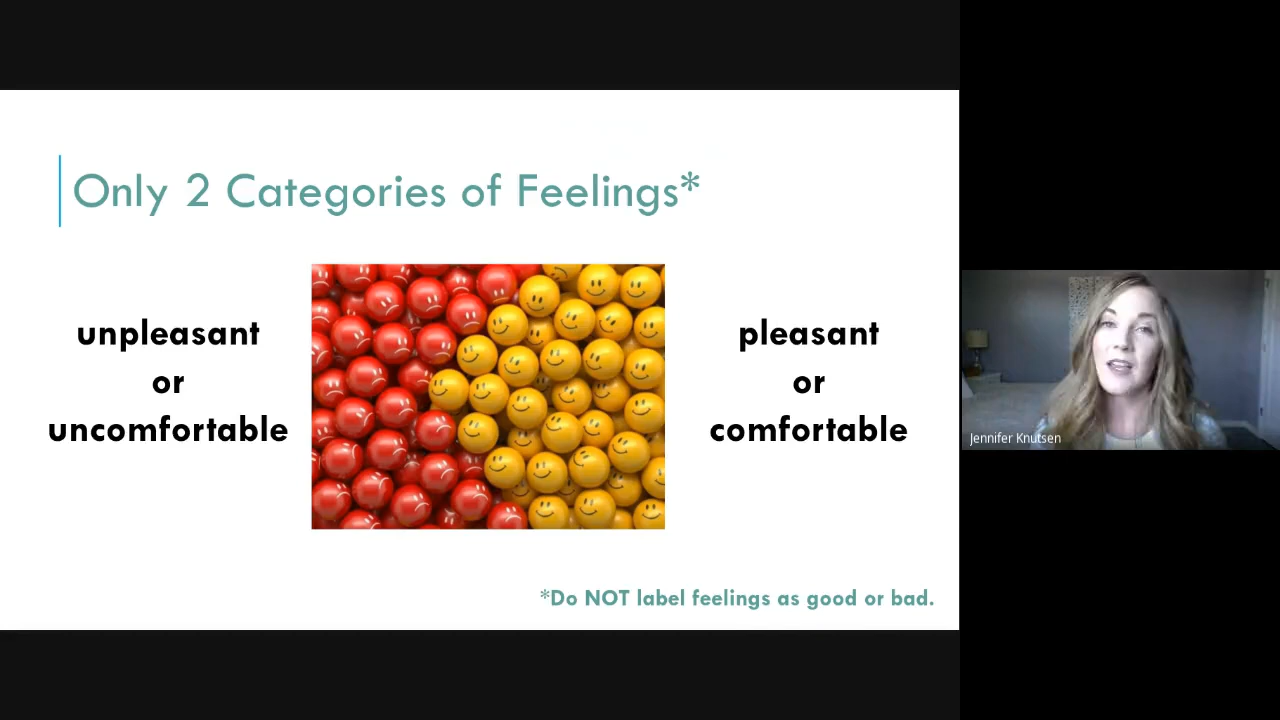 Only 2 Categories of Feelings*
unpleasant
or
uncomfortable
pleasant
or
comfortable
*Do NOT label feelings as good or bad.
Jennifer Knutsen